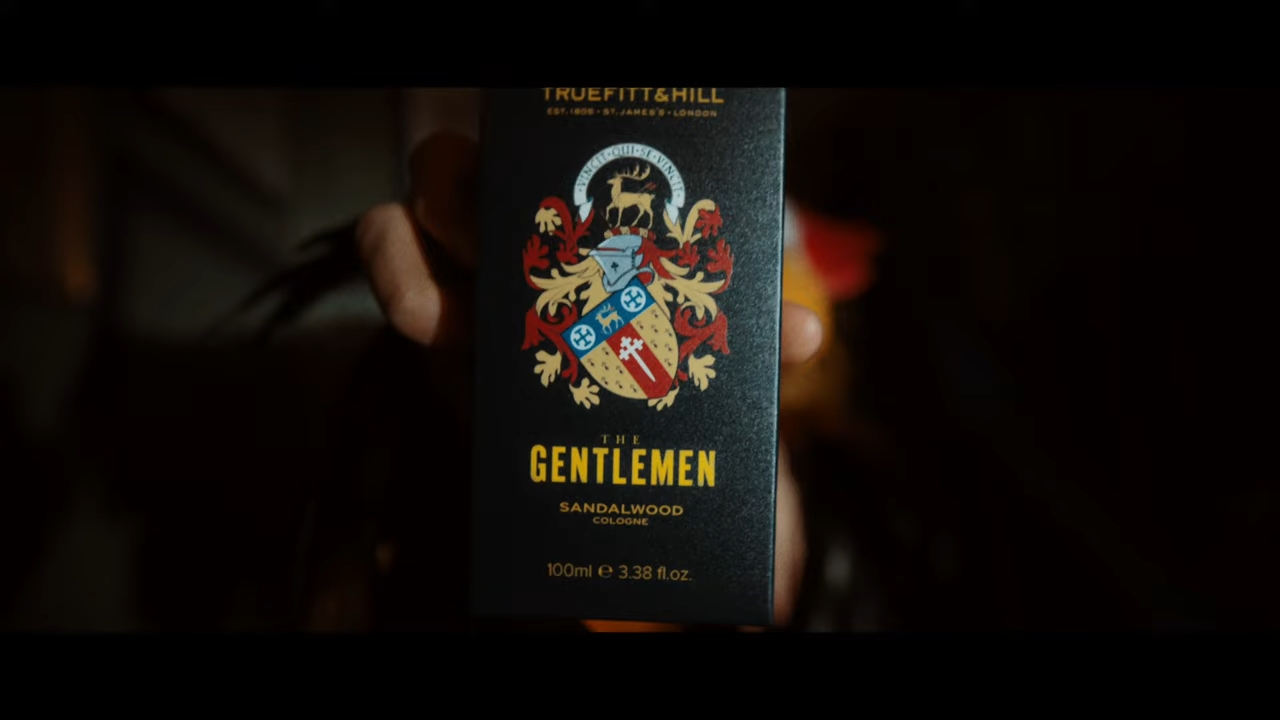 TRUEFITT&HILL
EST. 1805 • ST. JAMES'S • LONDON
•VINCIT•QUI•SE•VINCIT•
THE
GENTLEMEN
SANDALWOOD
COLOGNE
100ml ℮ 3.38 fl.oz.